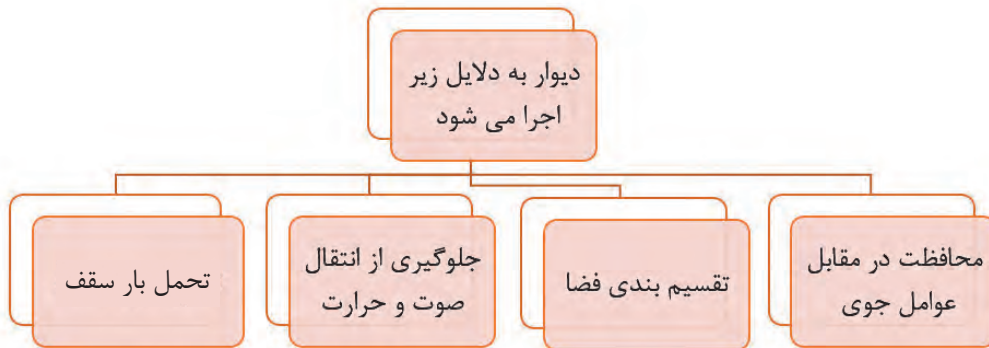 دیوار به دلایل زیر
اجرا می شود
محافظت در مقابل
عوامل جوی
تقسیم بندی فضا
جلوگیری از انتقال
صوت و حرارت
تحمل بار سقف